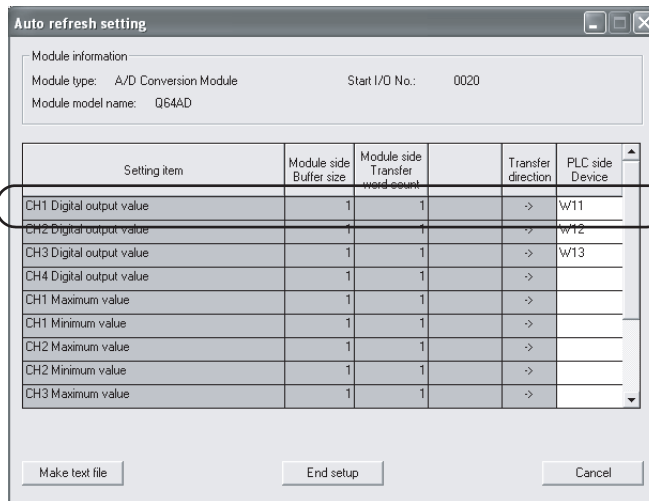 Auto refresh setting
Module information
Module type: A/D Conversion Module Start I/O No.: 0020
Module model name: Q64AD
Setting item Module side Buffer size Module side Transfer word count Transfer direction PLC side Device
CH1 Digital output value 1 1 -> W11
CH2 Digital output value 1 1 -> W12
CH3 Digital output value 1 1 -> W13
CH4 Digital output value 1 1 ->
CH1 Maximum value 1 1 ->
CH1 Minimum value 1 1 ->
CH2 Maximum value 1 1 ->
CH2 Minimum value 1 1 ->
CH3 Maximum value 1 1 ->
Make text file End setup Cancel